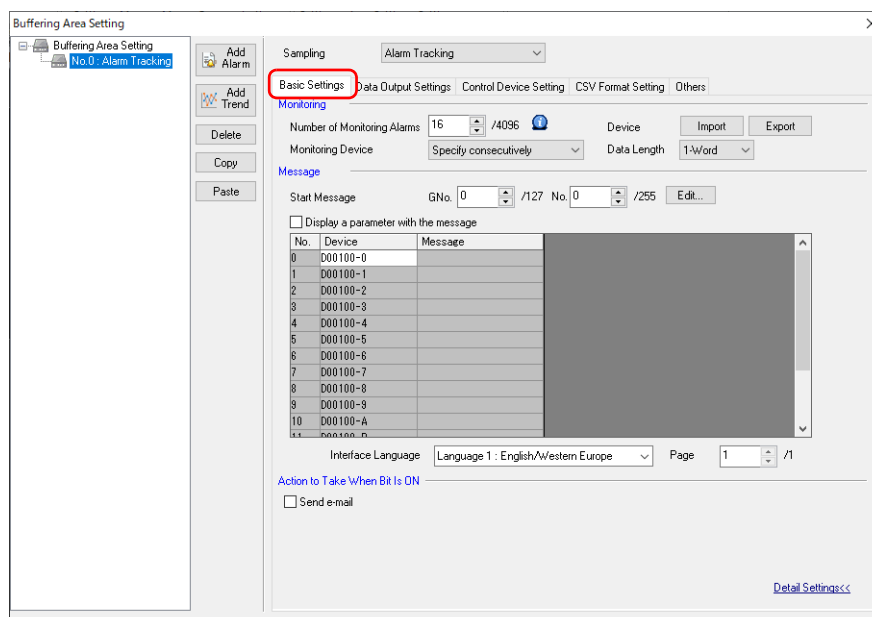 Buffering Area Setting
Buffering Area Setting
No.0 : Alarm Tracking
Add Alarm
Add Trend
Delete
Copy
Paste
Sampling Alarm Tracking
Basic Settings Data Output Settings Control Device Setting CSV Format Setting Others
Monitoring
Number of Monitoring Alarms 16 /4096 Device Import Export
Monitoring Device Specify consecutively Data Length 1-Word
Message
Start Message GNo. 0 /127 No. 0 /255 Edit...
Display a parameter with the message
No. Device Message
0 D00100-0
1 D00100-1
2 D00100-2
3 D00100-3
4 D00100-4
5 D00100-5
6 D00100-6
7 D00100-7
8 D00100-8
9 D00100-9
10 D00100-A
Interface Language Language 1 : English/Western Europe Page 1 /1
Action to Take When Bit Is ON
Send e-mail
Detail Settings<<